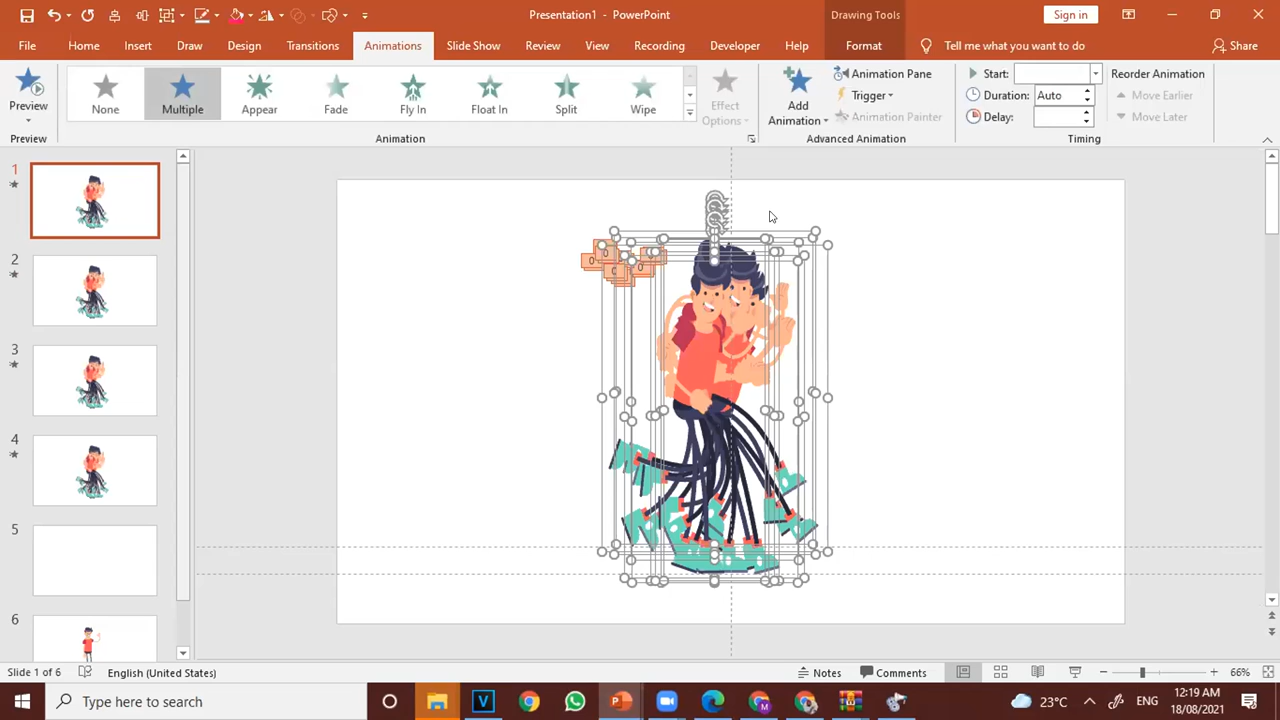 Presentation1 - PowerPoint
Drawing Tools
Sign in
File
Home
Insert
Draw
Design
Transitions
Animations
Slide Show
Review
View
Recording
Developer
Help
Format
Tell me what you want to do
Share
Preview
None
Multiple
Appear
Fade
Fly In
Float In
Split
Wipe
Effect
Options
Add
Animation
Animation Pane
Trigger
Animation Painter
Start:
Duration: Auto
Delay:
Reorder Animation
Move Earlier
Move Later
Preview
Animation
Advanced Animation
Timing
1
2
3
4
5
6
0
0
0
0
Slide 1 of 6
English (United States)
Notes
Comments
66%
Type here to search
23°C
ENG
12:19 AM
18/08/2021